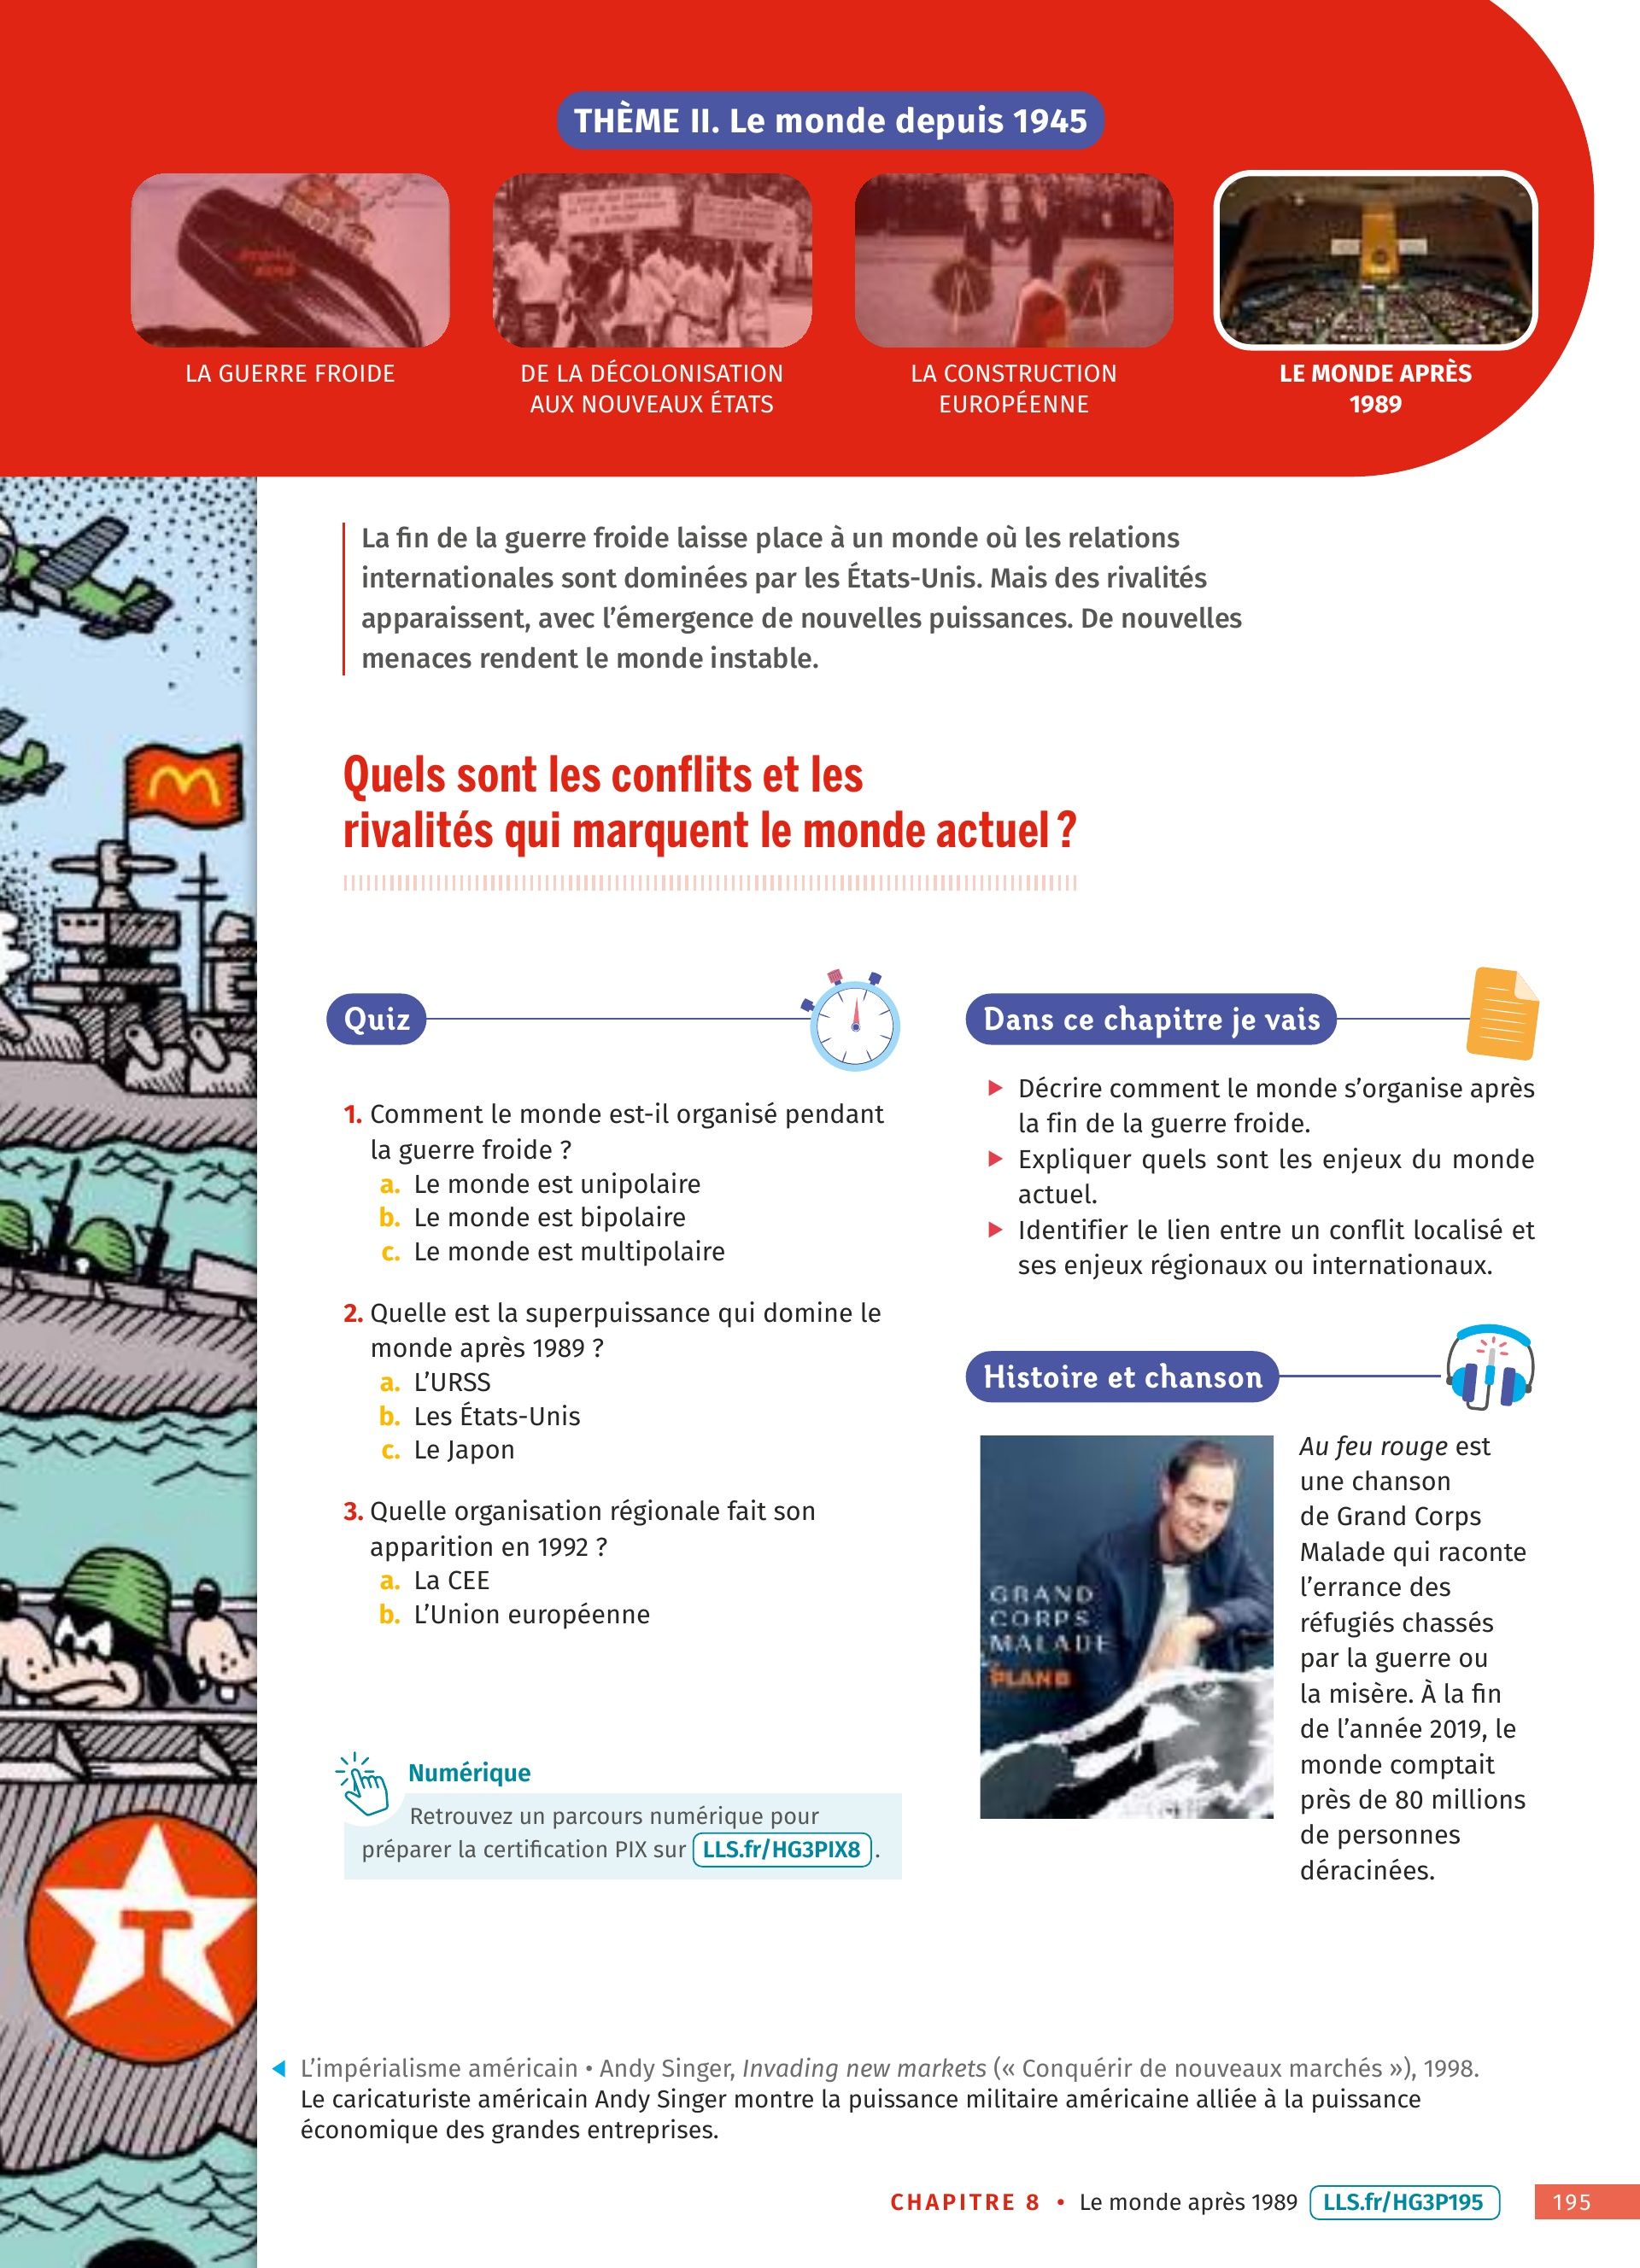 THÈME II. Le monde depuis 1945
LA GUERRE FROIDE
DE LA DÉCOLONISATION
AUX NOUVEAUX ÉTATS
LA CONSTRUCTION
EUROPÉENNE
LE MONDE APRÈS
1989
La fin de la guerre froide laisse place à un monde où les relations
internationales sont dominées par les États-Unis. Mais des rivalités
apparaissent, avec l’émergence de nouvelles puissances. De nouvelles
menaces rendent le monde instable.
Quels sont les conflits et les
rivalités qui marquent le monde actuel ?
Quiz
1. Comment le monde est-il organisé pendant
la guerre froide ?
a. Le monde est unipolaire
b. Le monde est bipolaire
c. Le monde est multipolaire
2. Quelle est la superpuissance qui domine le
monde après 1989 ?
a. L’URSS
b. Les États-Unis
c. Le Japon
3. Quelle organisation régionale fait son
apparition en 1992 ?
a. La CEE
b. L’Union européenne
Numérique
Retrouvez un parcours numérique pour
préparer la certification PIX sur LLS.fr/HG3PIX8 .
Dans ce chapitre je vais
Décrire comment le monde s’organise après
la fin de la guerre froide.
Expliquer quels sont les enjeux du monde
actuel.
Identifier le lien entre un conflit localisé et
ses enjeux régionaux ou internationaux.
Histoire et chanson
GRAND
CORPS
MALADE
PLAN B
Au feu rouge est
une chanson
de Grand Corps
Malade qui raconte
l’errance des
réfugiés chassés
par la guerre ou
la misère. À la fin
de l’année 2019, le
monde comptait
près de 80 millions
de personnes
déracinées.
T
L’impérialisme américain • Andy Singer, Invading new markets (« Conquérir de nouveaux marchés »), 1998.
Le caricaturiste américain Andy Singer montre la puissance militaire américaine alliée à la puissance
économique des grandes entreprises.
CHAPITRE 8 • Le monde après 1989 LLS.fr/HG3P195 195